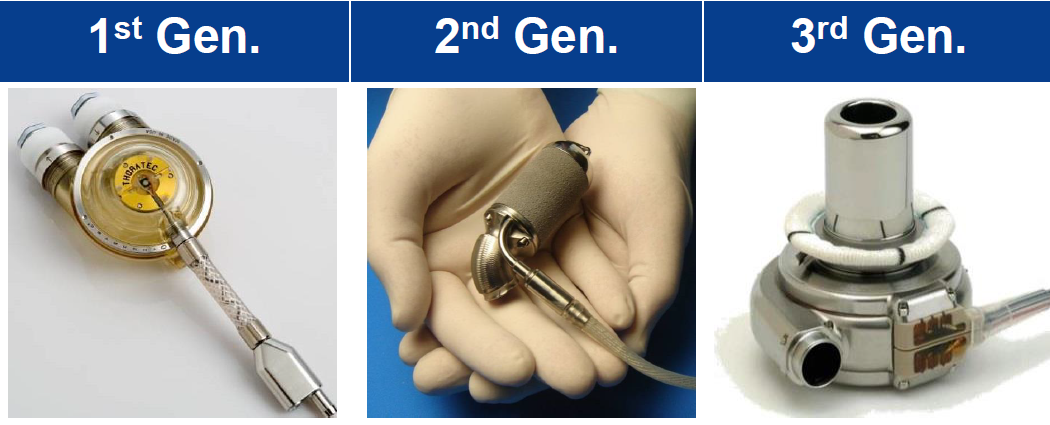 1st Gen.
2nd Gen.
3rd Gen.
THORATEC